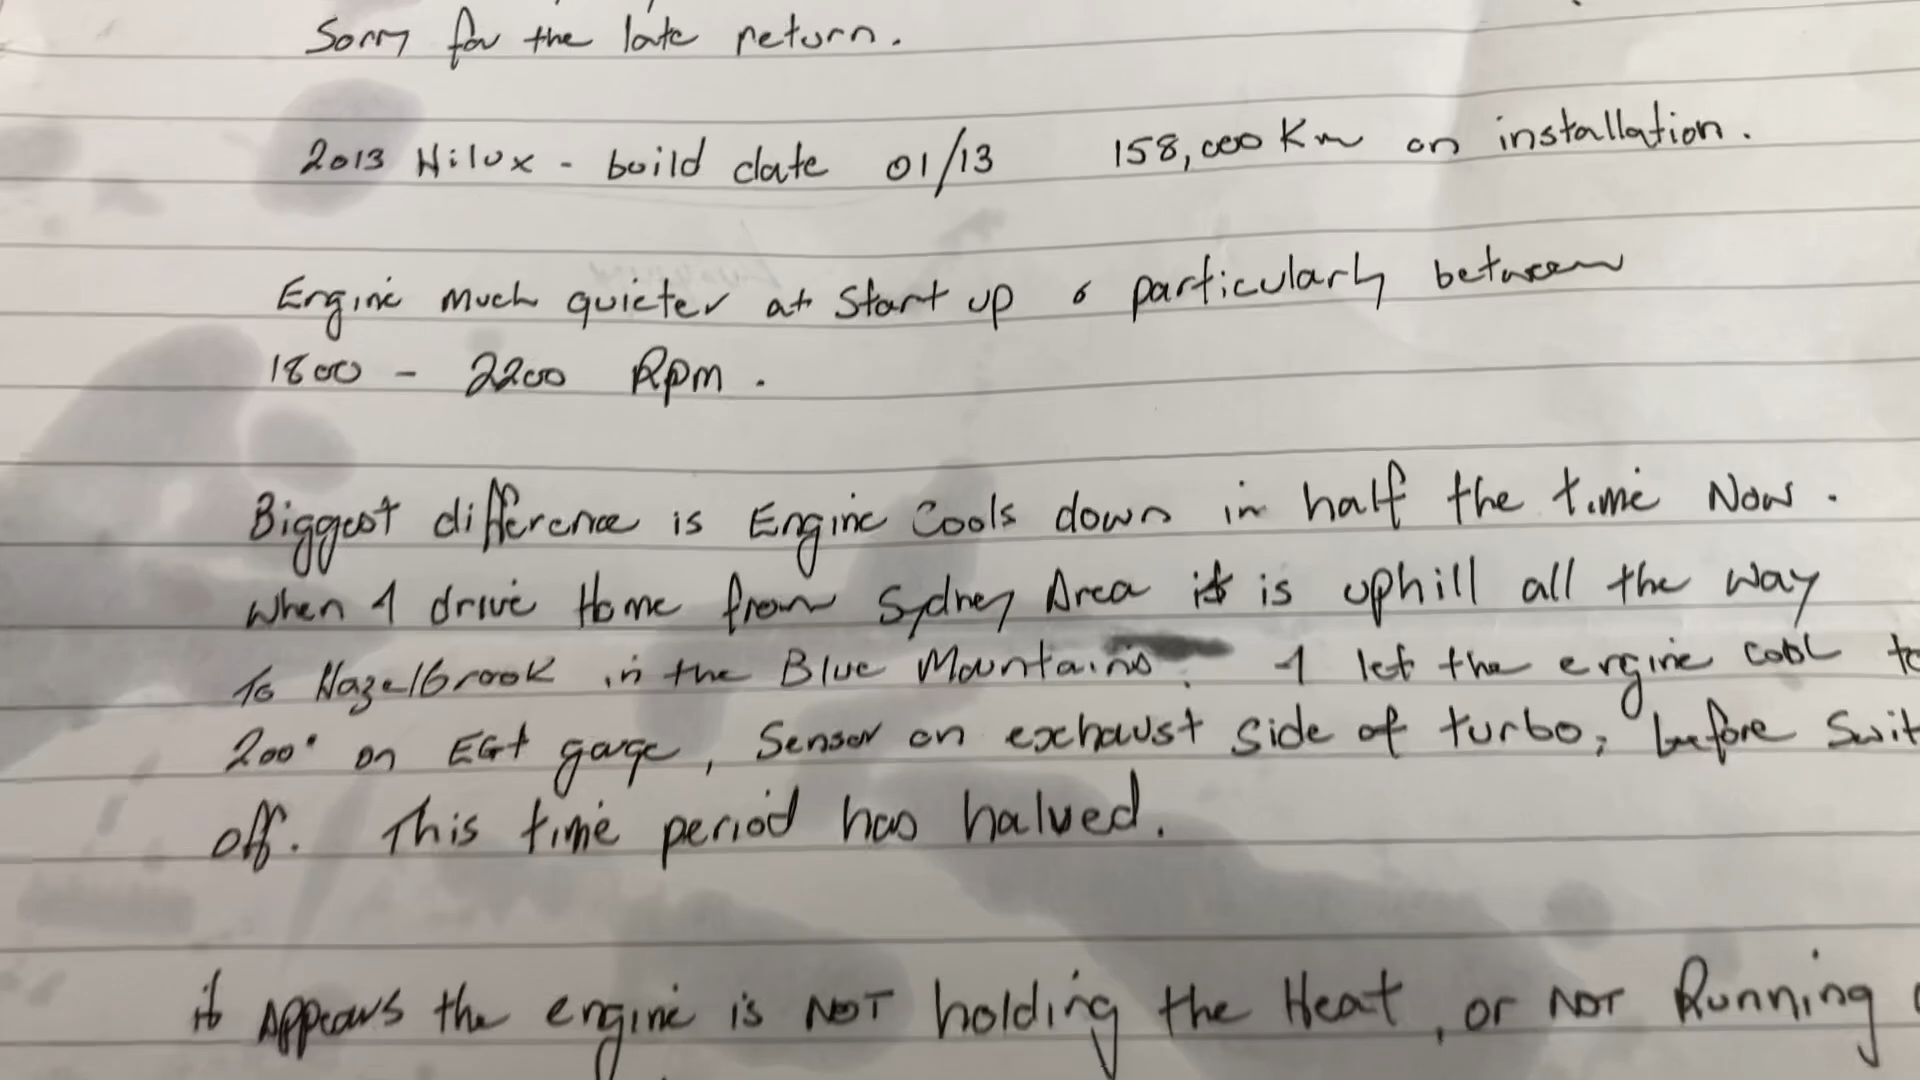 Sorry for the late return.
2013 Hilux - build date 01/13 158,000 Km on installation.
Engine much quieter at Start up & particularly between
1800 - 2200 Rpm.
Biggest difference is Engine Cools down in half the time Now.
When I drive Home from Sydney Area it is uphill all the way
To Hazelbrook in the Blue Mountains. I let the engine cool to
200° on EGT gauge, Sensor on exhaust side of turbo, before Swit
off. This time period has halved.
it Appears the engine is NOT holding the Heat, or NOT Running